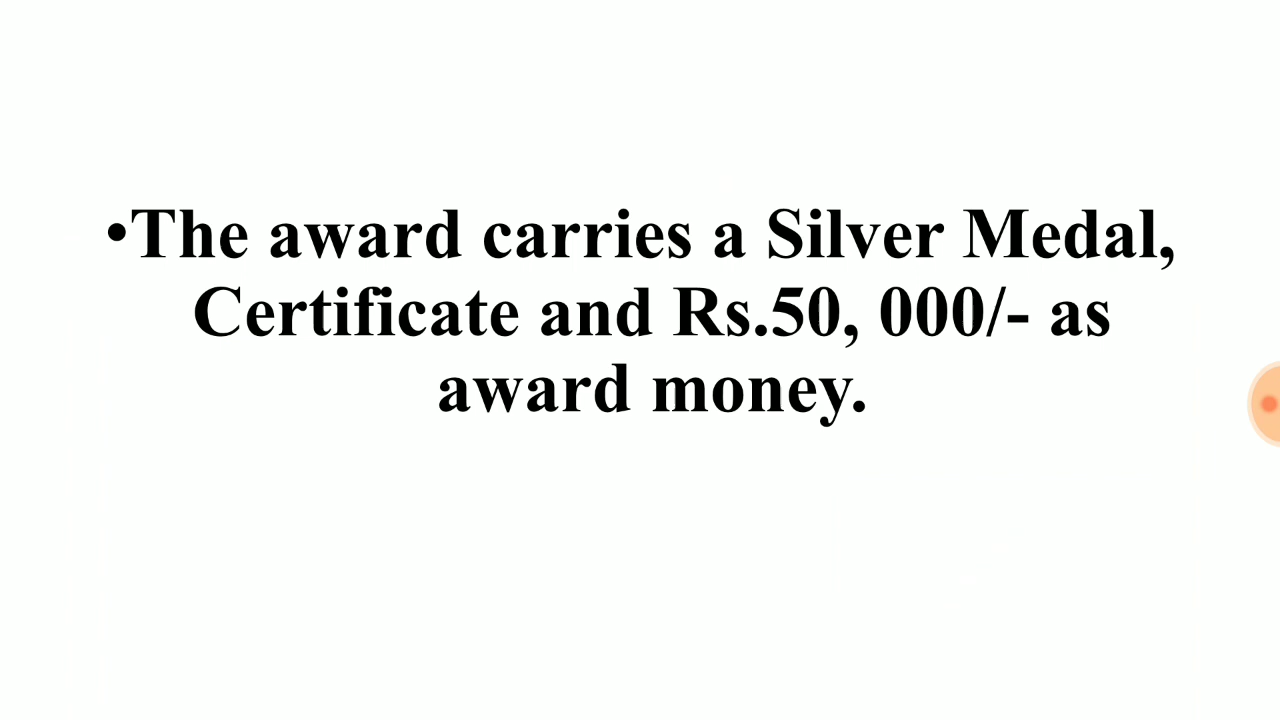 •The award carries a Silver Medal,
Certificate and Rs.50, 000/- as
award money.